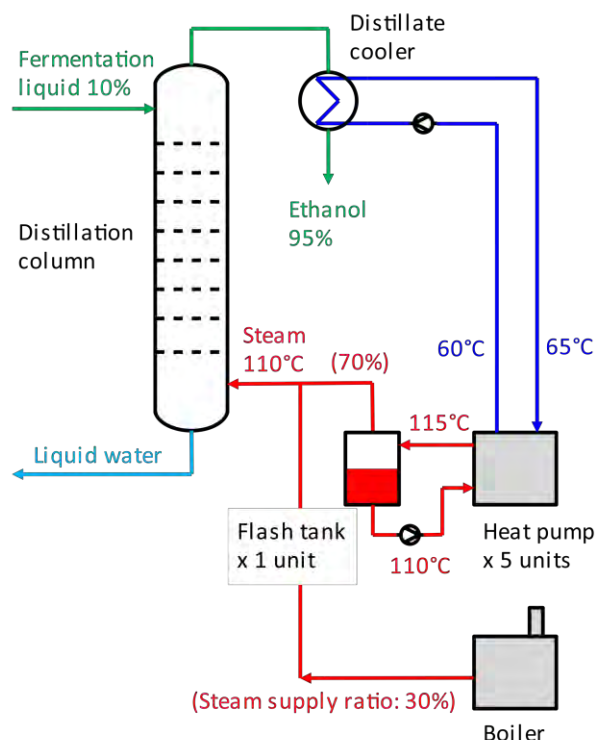 Distillate
cooler
Fermentation
liquid 10%
Ethanol
95%
Distillation
column
Steam
110°C
(70%)
60°C
65°C
115°C
Liquid water
Flash tank
x 1 unit
110°C
Heat pump
x 5 units
(Steam supply ratio: 30%)
Boiler